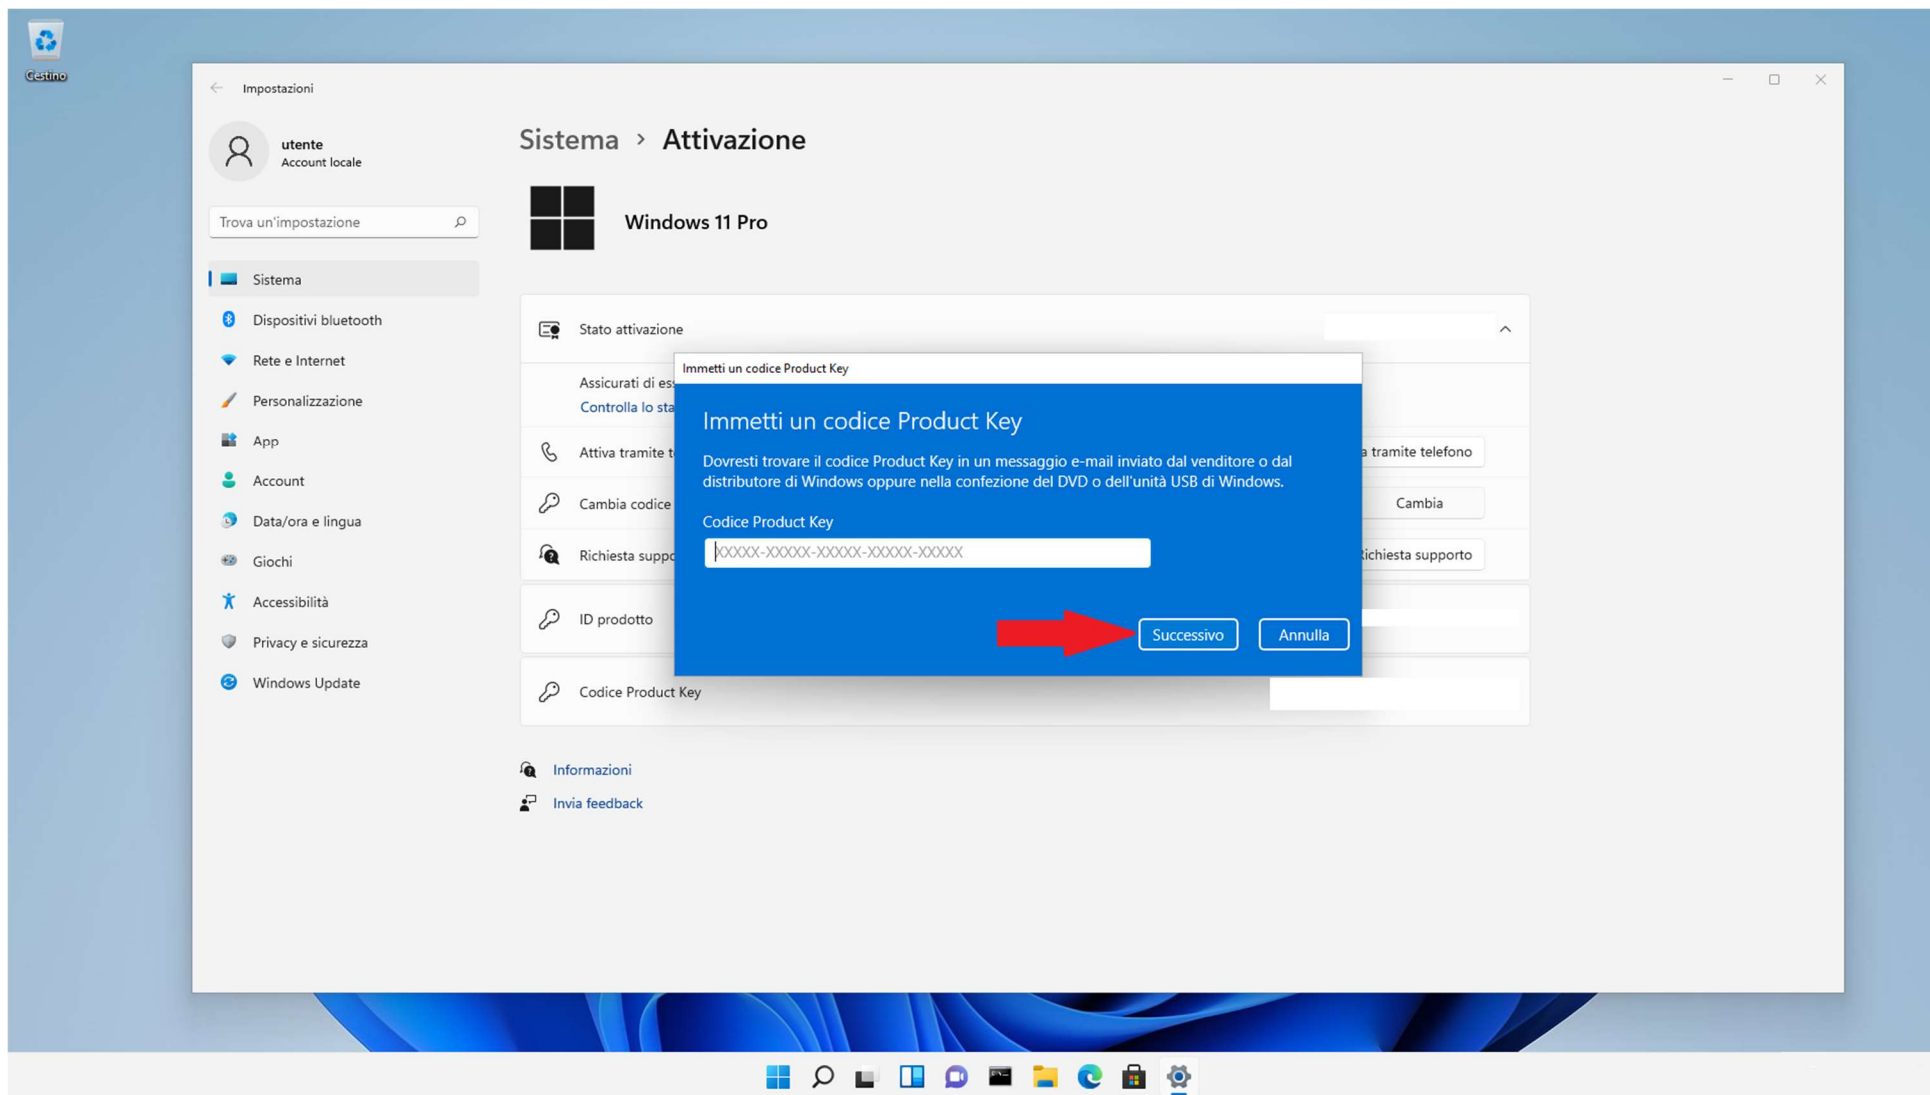 Cestino
Impostazioni
utente
Account locale
Trova un'impostazione
Sistema
Dispositivi bluetooth
Rete e Internet
Personalizzazione
App
Account
Data/ora e lingua
Giochi
Accessibilità
Privacy e sicurezza
Windows Update
Sistema > Attivazione
Windows 11 Pro
Stato attivazione
Assicurati di es
Controlla lo sta
Attiva tramite t
a tramite telefono
Cambia codice
Cambia
Richiesta suppo
Richiesta supporto
ID prodotto
Codice Product Key
Informazioni
Invia feedback
Immetti un codice Product Key
Immetti un codice Product Key
Dovresti trovare il codice Product Key in un messaggio e-mail inviato dal venditore o dal
distributore di Windows oppure nella confezione del DVD o dell'unità USB di Windows.
Codice Product Key
XXXXX-XXXXX-XXXXX-XXXXX-XXXXX
Successivo
Annulla